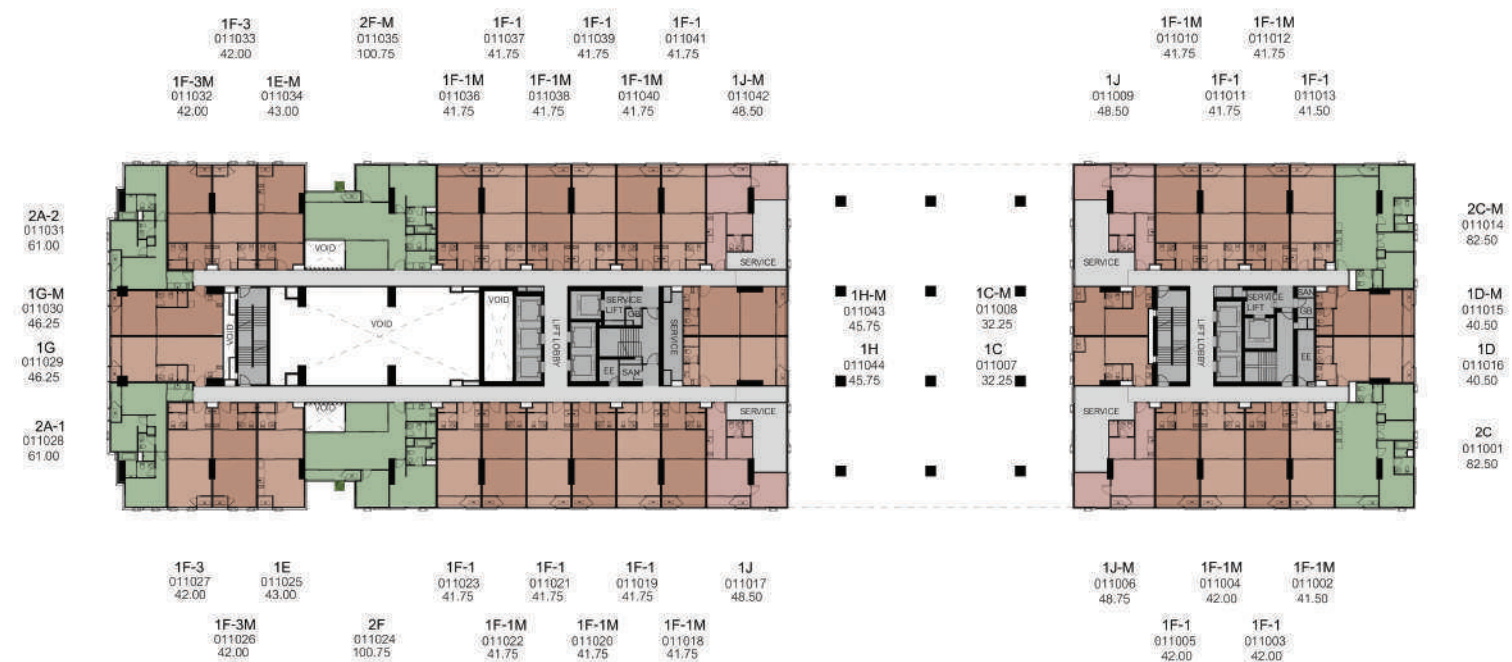 1F-3
011033
42.00
2F-M
011035
100.75
1F-1
011037
41.75
1F-1
011039
41.75
1F-1
011041
41.75
1F-1M
011010
41.75
1F-1M
011012
41.75
1F-3M
011032
42.00
1E-M
011034
43.00
1F-1M
011036
41.75
1F-1M
011038
41.75
1F-1M
011040
41.75
1J-M
011042
48.50
1J
011009
48.50
1F-1
011011
41.75
1F-1
011013
41.50
2A-2
011031
61.00
2C-M
011014
82.50
VOID
SERVICE
SERVICE
1G-M
011030
46.25
1G
011029
46.25
VOID
VOID
VOID
LIFT LOBBY
SERVICE
LIFT
GB
EE
SAN
SERVICE
1H-M
011043
45.75
1H
011044
45.75
1C-M
011008
32.25
1C
011007
32.25
LIFT LOBBY
SERVICE
LIFT
SAN
GB
EE
1D-M
011015
40.50
1D
011016
40.50
VOID
SERVICE
SERVICE
2A-1
011028
61.00
2C
011001
82.50
1F-3
011027
42.00
1E
011025
43.00
1F-1
011023
41.75
1F-1
011021
41.75
1F-1
011019
41.75
1J
011017
48.50
1J-M
011006
48.75
1F-1M
011004
42.00
1F-1M
011002
41.50
1F-3M
011026
42.00
2F
011024
100.75
1F-1M
011022
41.75
1F-1M
011020
41.75
1F-1M
011018
41.75
1F-1
011005
42.00
1F-1
011003
42.00